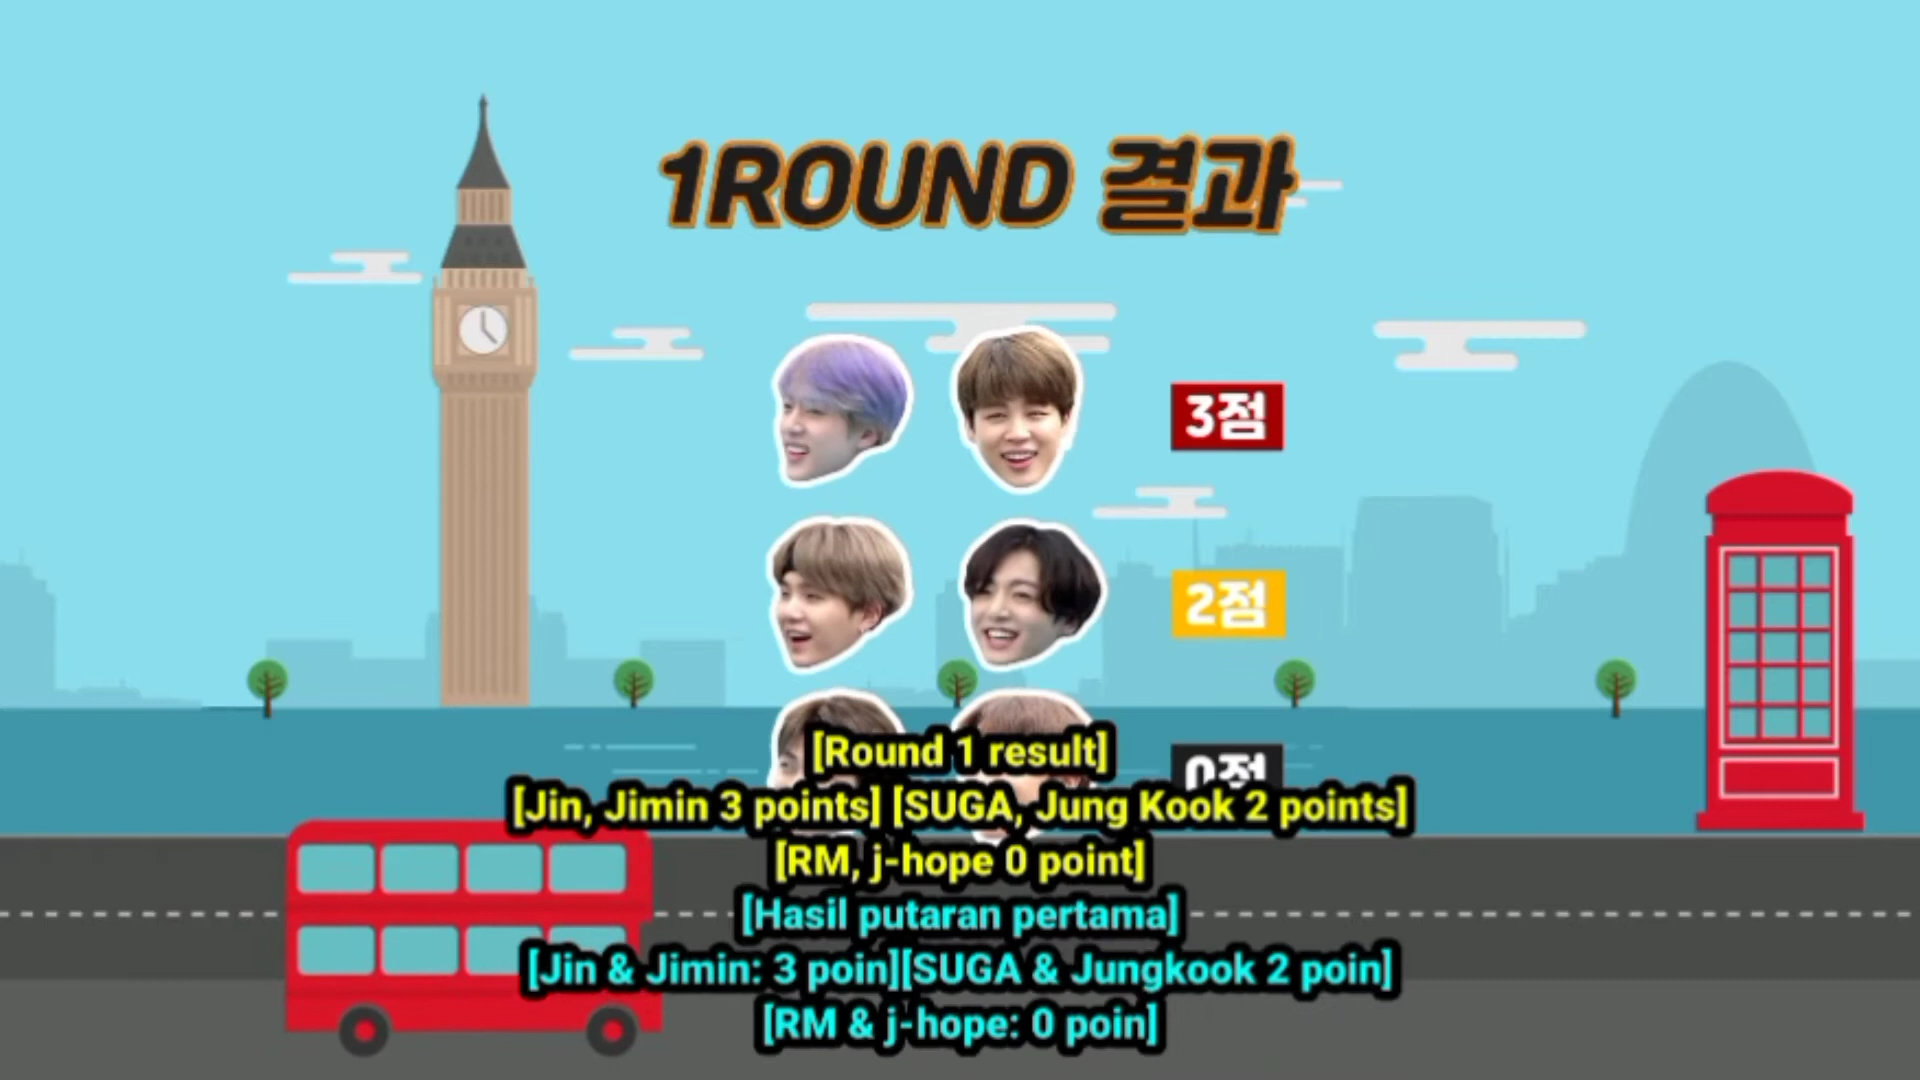 1ROUND 결과
3점
2점
0점
[Round 1 result]
[Jin, Jimin 3 points] [SUGA, Jung Kook 2 points]
[RM, j-hope 0 point]
[Hasil putaran pertama]
[Jin & Jimin: 3 poin][SUGA & Jungkook 2 poin]
[RM & j-hope: 0 poin]